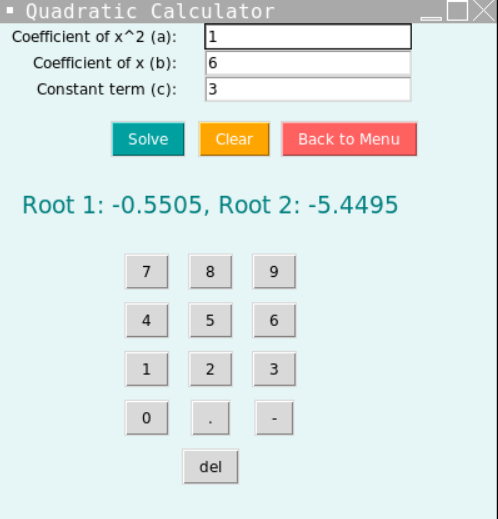 Quadratic Calculator
Coefficient of x^2 (a): 1
Coefficient of x (b): 6
Constant term (c): 3
Solve Clear Back to Menu
Root 1: -0.5505, Root 2: -5.4495
7 8 9
4 5 6
1 2 3
0 . -
del